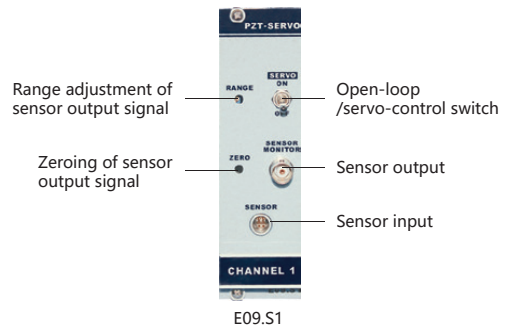 PZT-SERVO
SERVO
ON
RANGE
OFF
SENSOR
MONITOR
ZERO
SENSOR
CHANNEL 1
Range adjustment of
sensor output signal
Open-loop
/servo-control switch
Zeroing of sensor
output signal
Sensor output
Sensor input
E09.S1